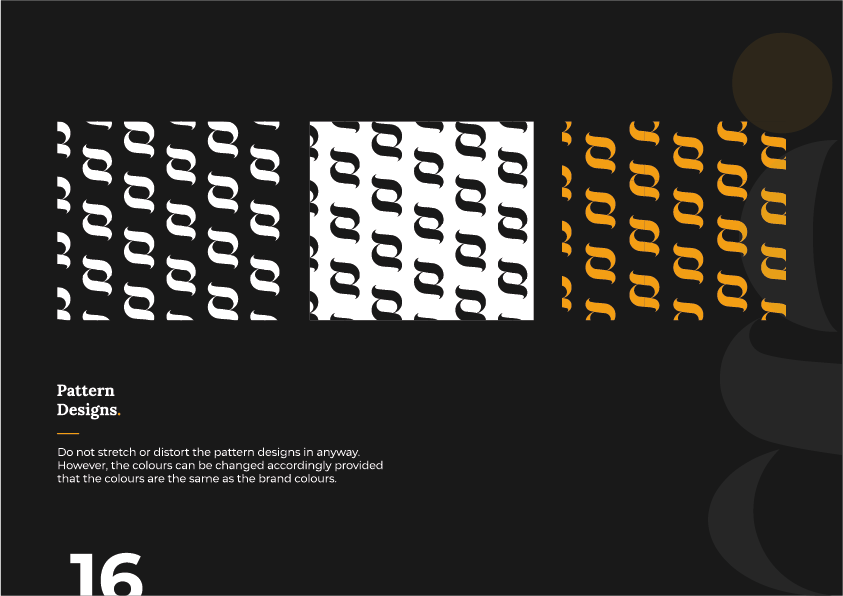 Pattern
Designs.
Do not stretch or distort the pattern designs in anyway.
However, the colours can be changed accordingly provided
that the colours are the same as the brand colours.
16